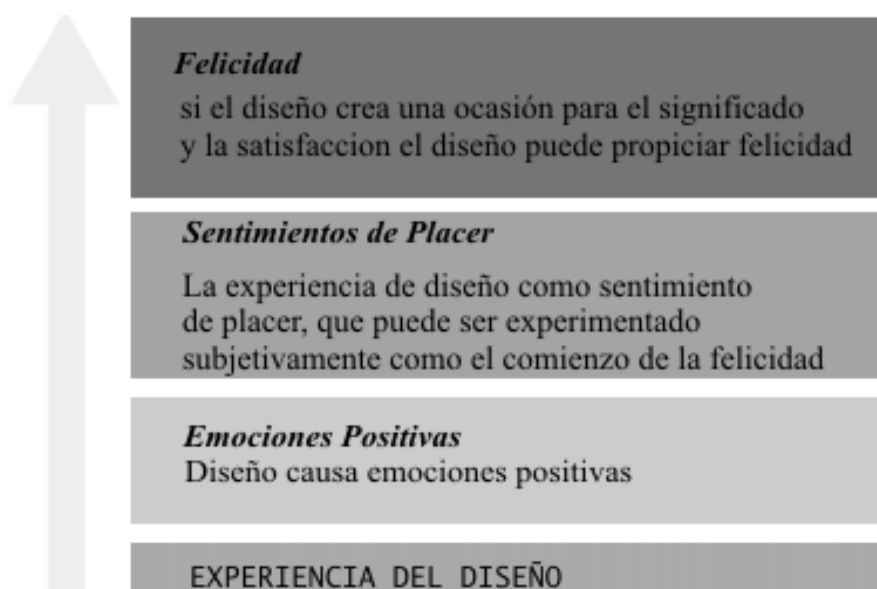 Felicidad
si el diseño crea una ocasión para el significado
y la satisfaccion el diseño puede propiciar felicidad
Sentimientos de Placer
La experiencia de diseño como sentimiento
de placer, que puede ser experimentado
subjetivamente como el comienzo de la felicidad
Emociones Positivas
Diseño causa emociones positivas
EXPERIENCIA DEL DISEÑO